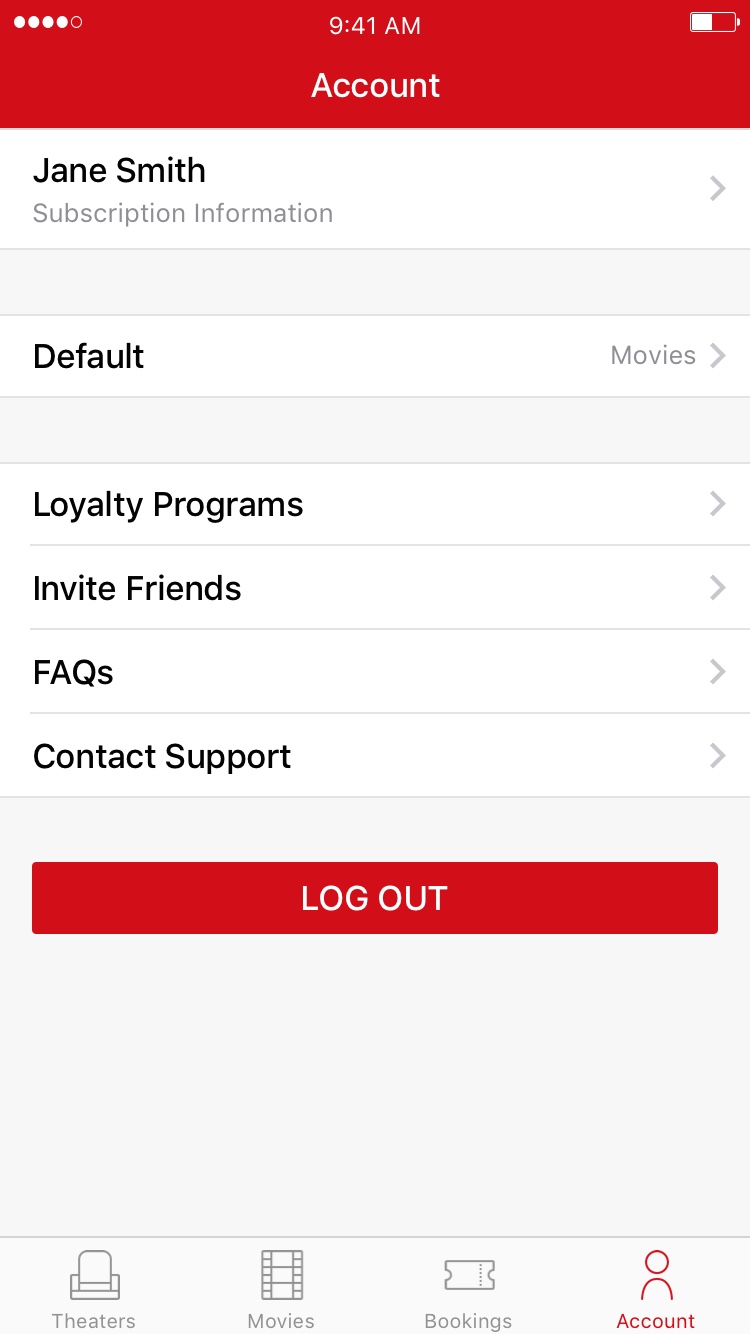 9:41 AM
Account
Jane Smith
Subscription Information
Default
Movies
Loyalty Programs
Invite Friends
FAQs
Contact Support
LOG OUT
Theaters
Movies
Bookings
Account